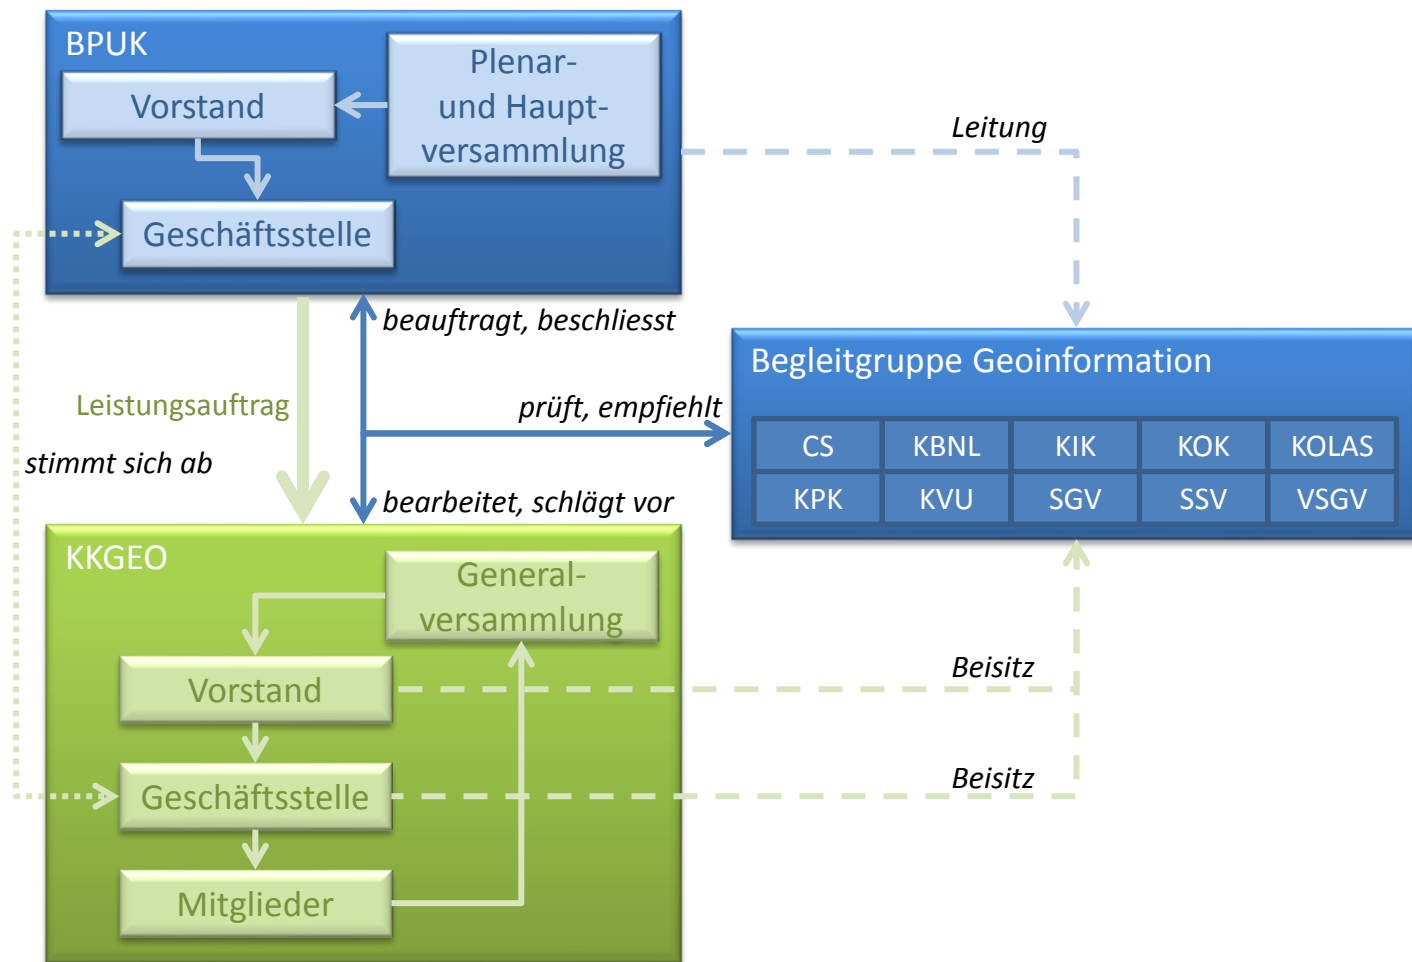 BPUK
Plenar-
und Haupt-
versammlung
Vorstand
Geschäftsstelle
Leitung
beauftragt, beschliesst
Begleitgruppe Geoinformation
Leistungsauftrag
prüft, empfiehlt
CS KBNL KIK KOK KOLAS
stimmt sich ab
KPK KVU SGV SSV VSGV
bearbeitet, schlägt vor
KKGEO
General-
versammlung
Vorstand
Beisitz
Geschäftsstelle
Beisitz
Mitglieder